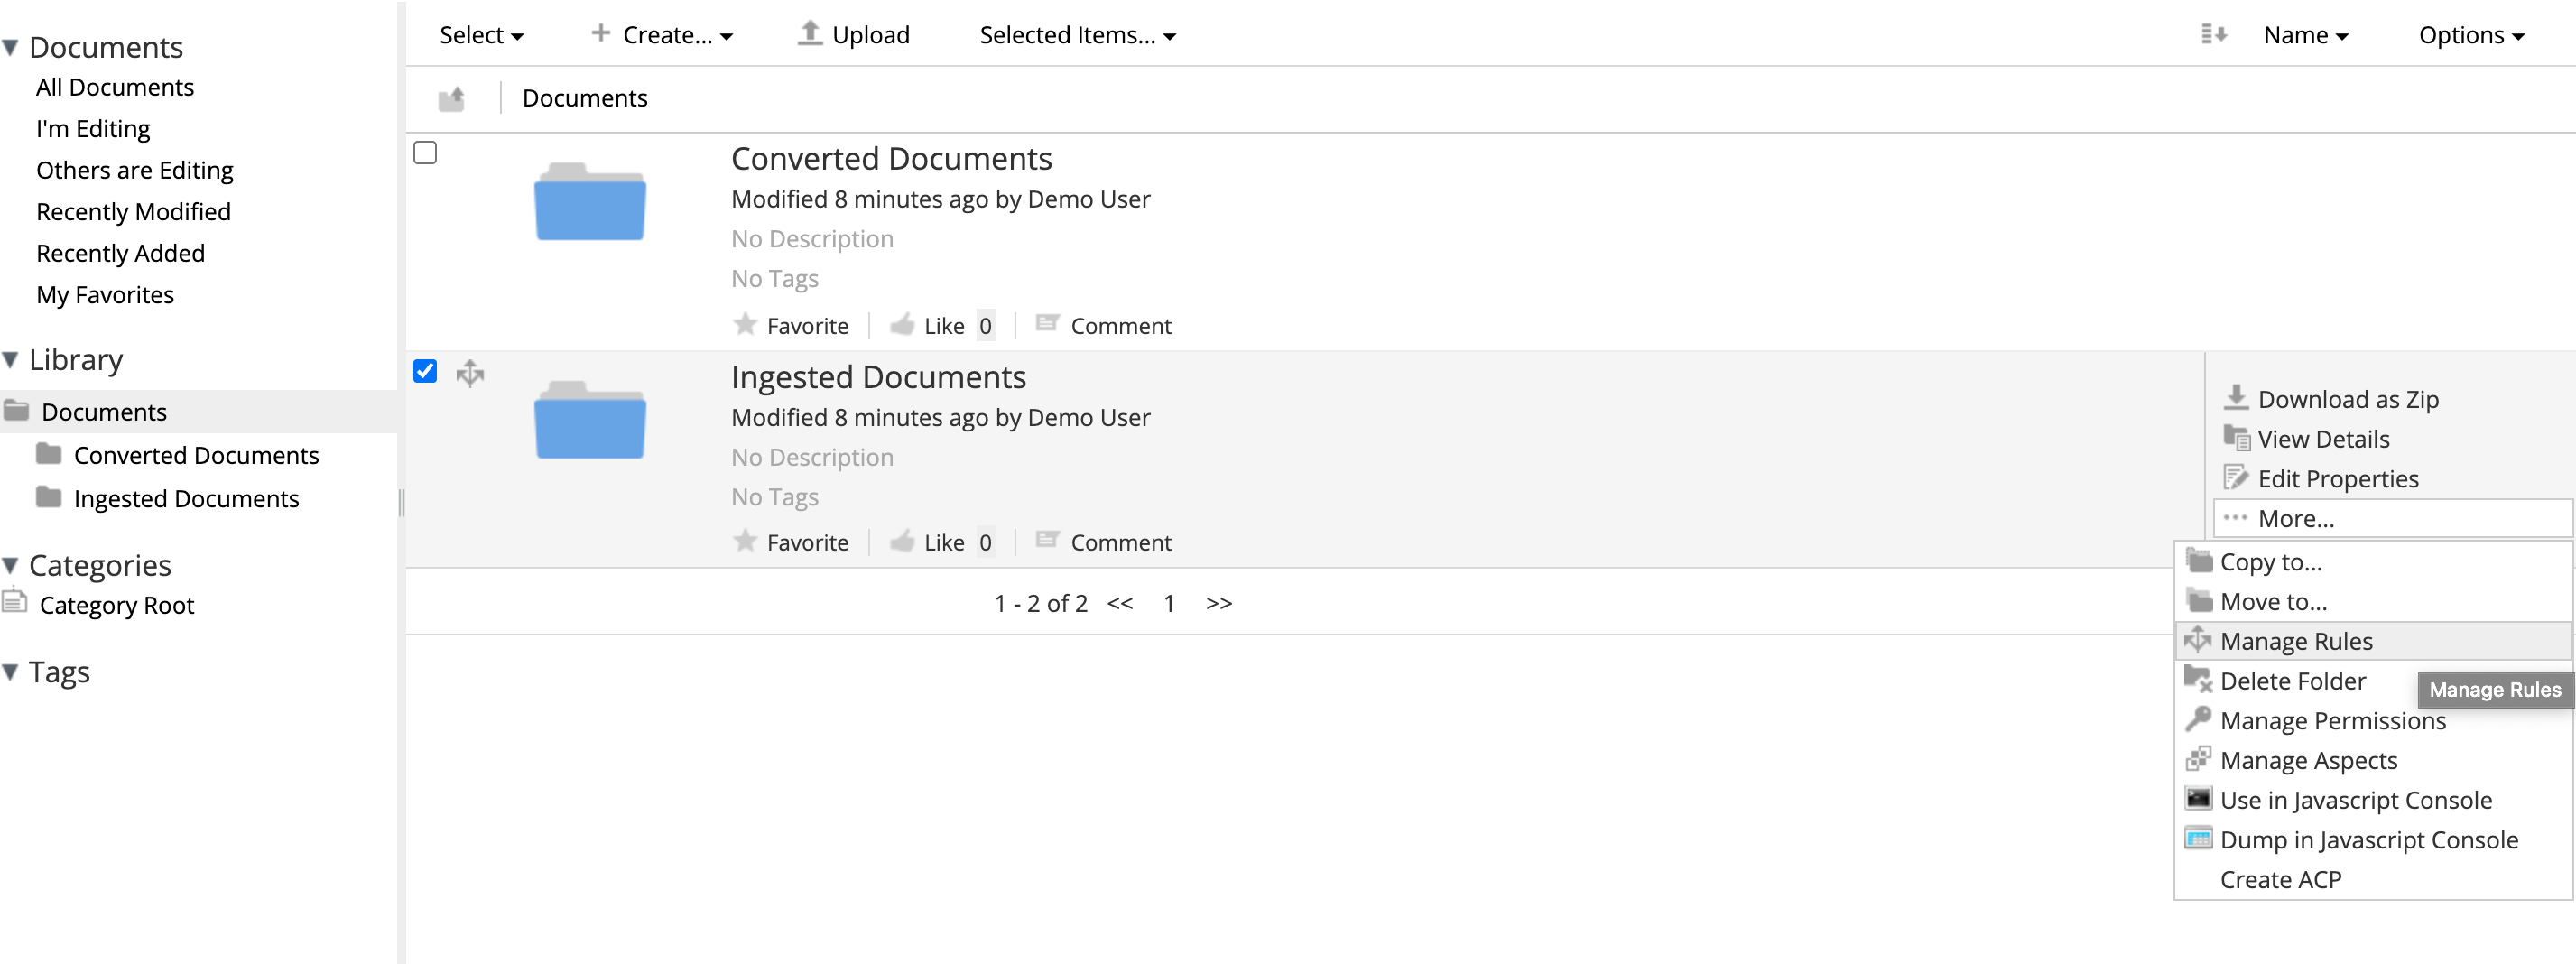 Documents
All Documents
I'm Editing
Others are Editing
Recently Modified
Recently Added
My Favorites
Library
Documents
Converted Documents
Ingested Documents
Categories
Category Root
Tags
Select Create... Upload Selected Items... Name Options
Documents
Converted Documents
Modified 8 minutes ago by Demo User
No Description
No Tags
Favorite Like 0 Comment
Ingested Documents
Modified 8 minutes ago by Demo User
No Description
No Tags
Favorite Like 0 Comment
1 - 2 of 2 << 1 >>
Download as Zip
View Details
Edit Properties
More...
Copy to...
Move to...
Manage Rules
Delete Folder
Manage Rules
Manage Permissions
Manage Aspects
Use in Javascript Console
Dump in Javascript Console
Create ACP